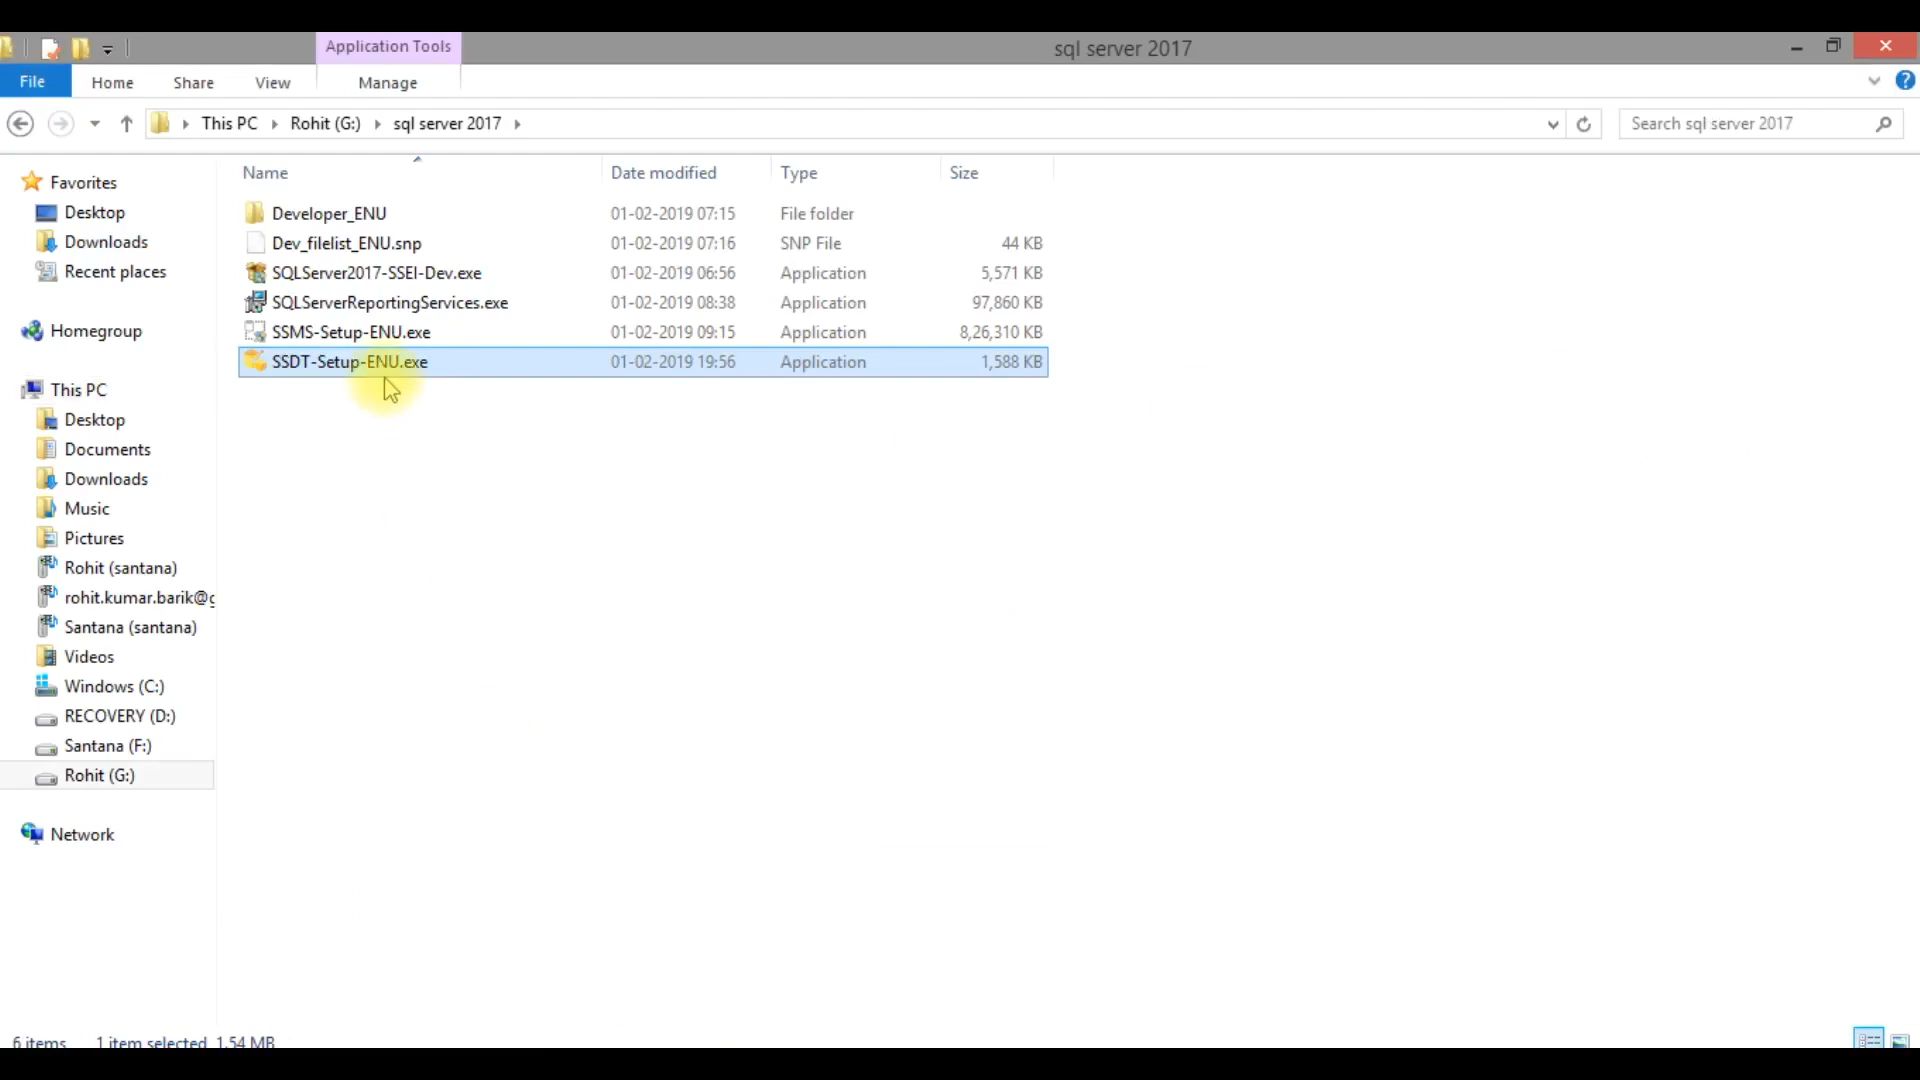 Application Tools
sql server 2017
File Home Share View Manage
This PC Rohit (G:) sql server 2017
Search sql server 2017
Name Date modified Type Size
Favorites
Desktop
Downloads
Recent places
Homegroup
This PC
Desktop
Documents
Downloads
Music
Pictures
Rohit (santana)
rohit.kumar.barik@g
Santana (santana)
Videos
Windows (C:)
RECOVERY (D:)
Santana (F:)
Rohit (G:)
Network
Developer_ENU 01-02-2019 07:15 File folder
Dev_filelist_ENU.snp 01-02-2019 07:16 SNP File 44 KB
SQLServer2017-SSEI-Dev.exe 01-02-2019 06:56 Application 5,571 KB
SQLServerReportingServices.exe 01-02-2019 08:38 Application 97,860 KB
SSMS-Setup-ENU.exe 01-02-2019 09:15 Application 8,26,310 KB
SSDT-Setup-ENU.exe 01-02-2019 19:56 Application 1,588 KB
6 items 1 item selected 1.54 MB